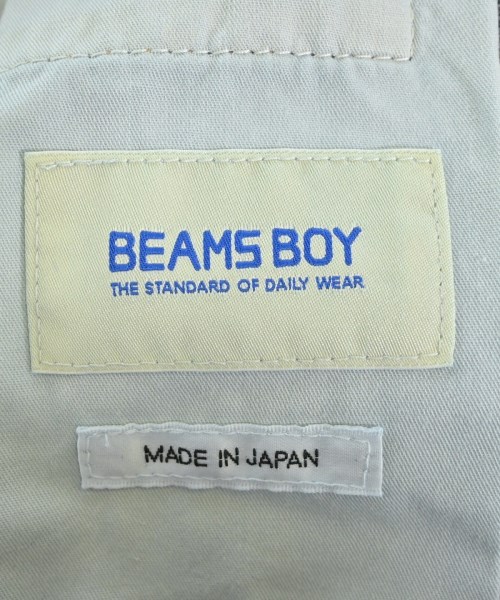 BEAMS BOY
THE STANDARD OF DAILY WEAR
MADE IN JAPAN